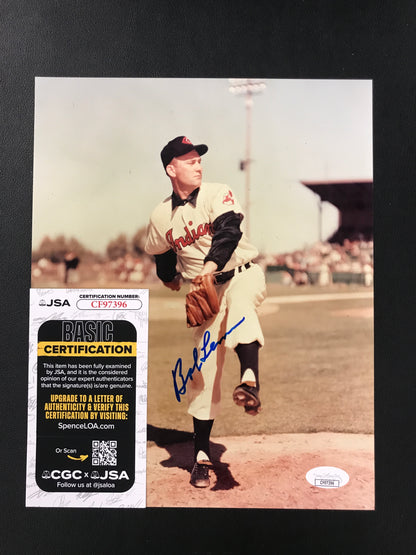 Indians
JSA CERTIFICATION NUMBER:
CF97396
BASIC
CERTIFICATION
This item has been fully examined
by JSA, and it is the considered
opinion of our expert authenticators
that the signature(s) is/are genuine.
UPGRADE TO A LETTER OF
AUTHENTICITY & VERIFY THIS
CERTIFICATION BY VISITING:
SpenceLOA.com
Or Scan
CGC X JSA
Follow us at @jsaloa
Bob Lemon
CF97396